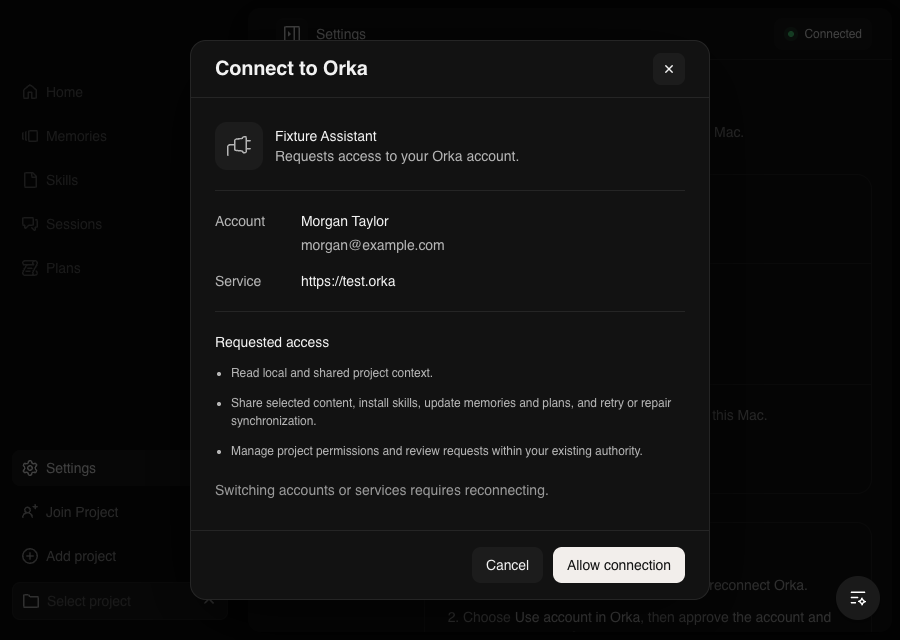 Settings
Connected
Connect to Orka
Home
Memories
Skills
Sessions
Plans
Mac.
Fixture Assistant
Requests access to your Orka account.
Account
Morgan Taylor
morgan@example.com
Service
https://test.orka
Requested access
Read local and shared project context.
Share selected content, install skills, update memories and plans, and retry or repair
synchronization.
Manage project permissions and review requests within your existing authority.
Switching accounts or services requires reconnecting.
Cancel
Allow connection
this Mac.
Settings
Join Project
Add project
Select project
reconnect Orka.
2. Choose Use account in Orka, then approve the account and